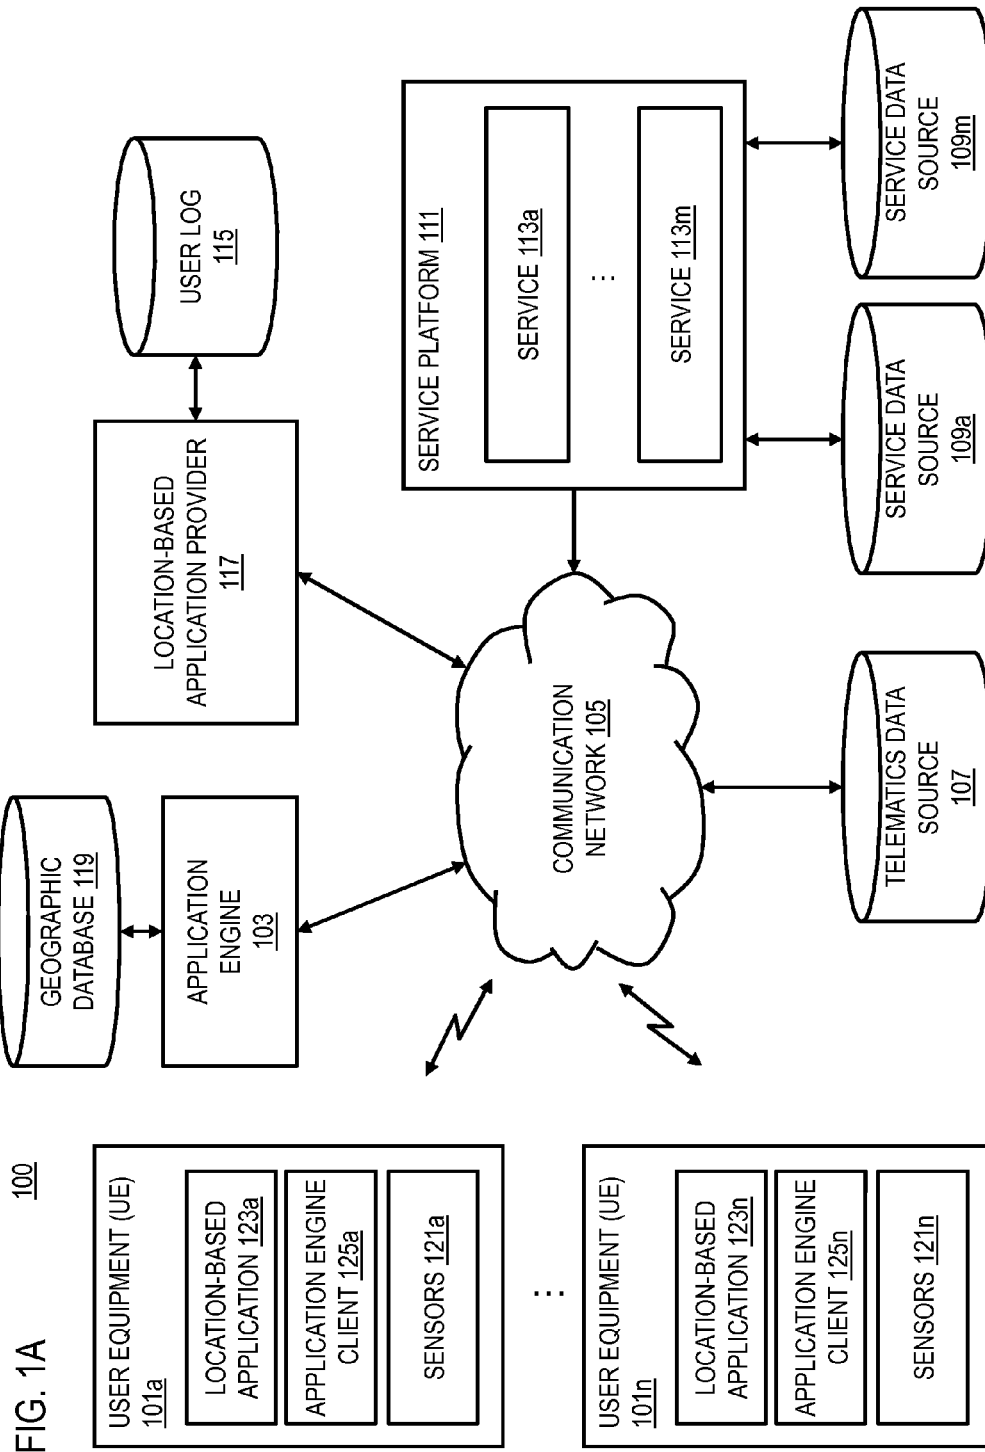 FIG. 1A
100
USER EQUIPMENT (UE)
101a
LOCATION-BASED
APPLICATION 123a
APPLICATION ENGINE
CLIENT 125a
SENSORS 121a
...
USER EQUIPMENT (UE)
101n
LOCATION-BASED
APPLICATION 123n
APPLICATION ENGINE
CLIENT 125n
SENSORS 121n
GEOGRAPHIC
DATABASE 119
APPLICATION
ENGINE
103
LOCATION-BASED
APPLICATION PROVIDER
117
USER LOG
115
COMMUNICATION
NETWORK 105
SERVICE PLATFORM 111
SERVICE 113a
...
SERVICE 113m
TELEMATICS DATA
SOURCE
107
SERVICE DATA
SOURCE
109a
SERVICE DATA
SOURCE
109m